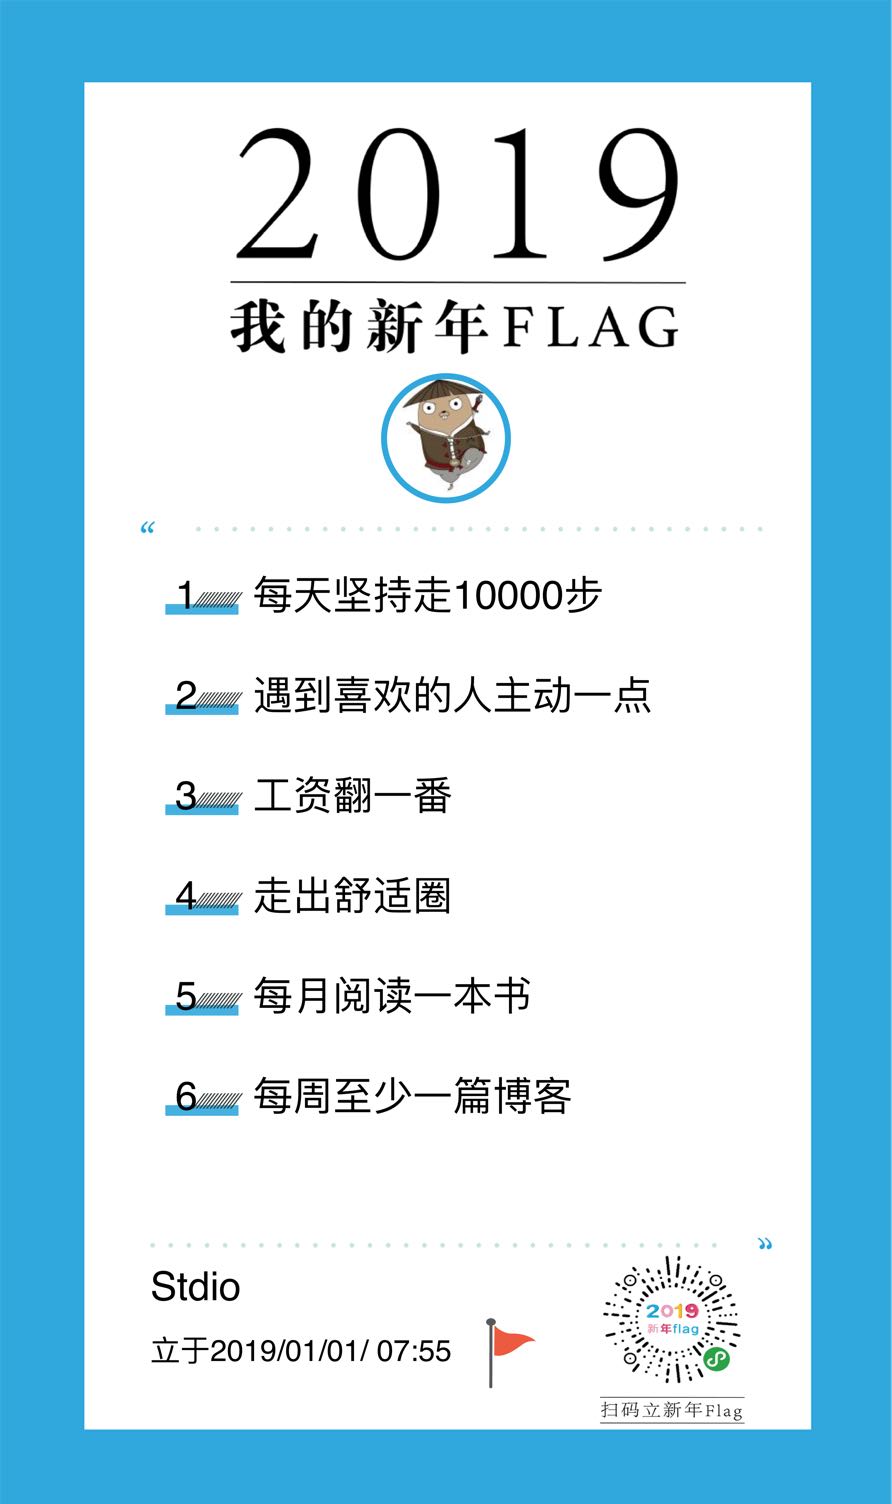 2019
我的新年FLAG
“
1 每天坚持走10000步
2 遇到喜欢的人主动一点
3 工资翻一番
4 走出舒适圈
5 每月阅读一本书
6 每周至少一篇博客
”
Stdio
立于2019/01/01/ 07:55
2019
新年flag
扫码立新年Flag